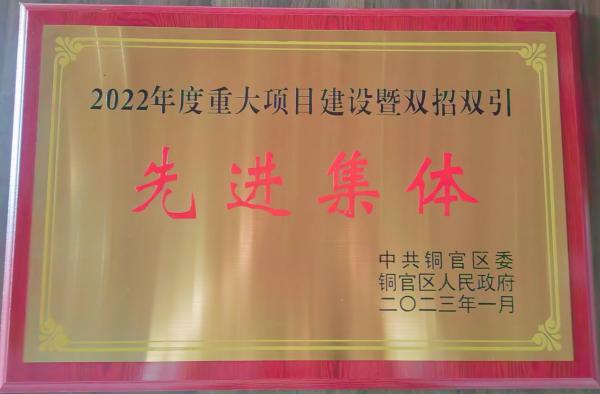 2022年度重大项目建设暨双招双引
先进集体
中共铜官区委
铜官区人民政府
二〇二三年一月